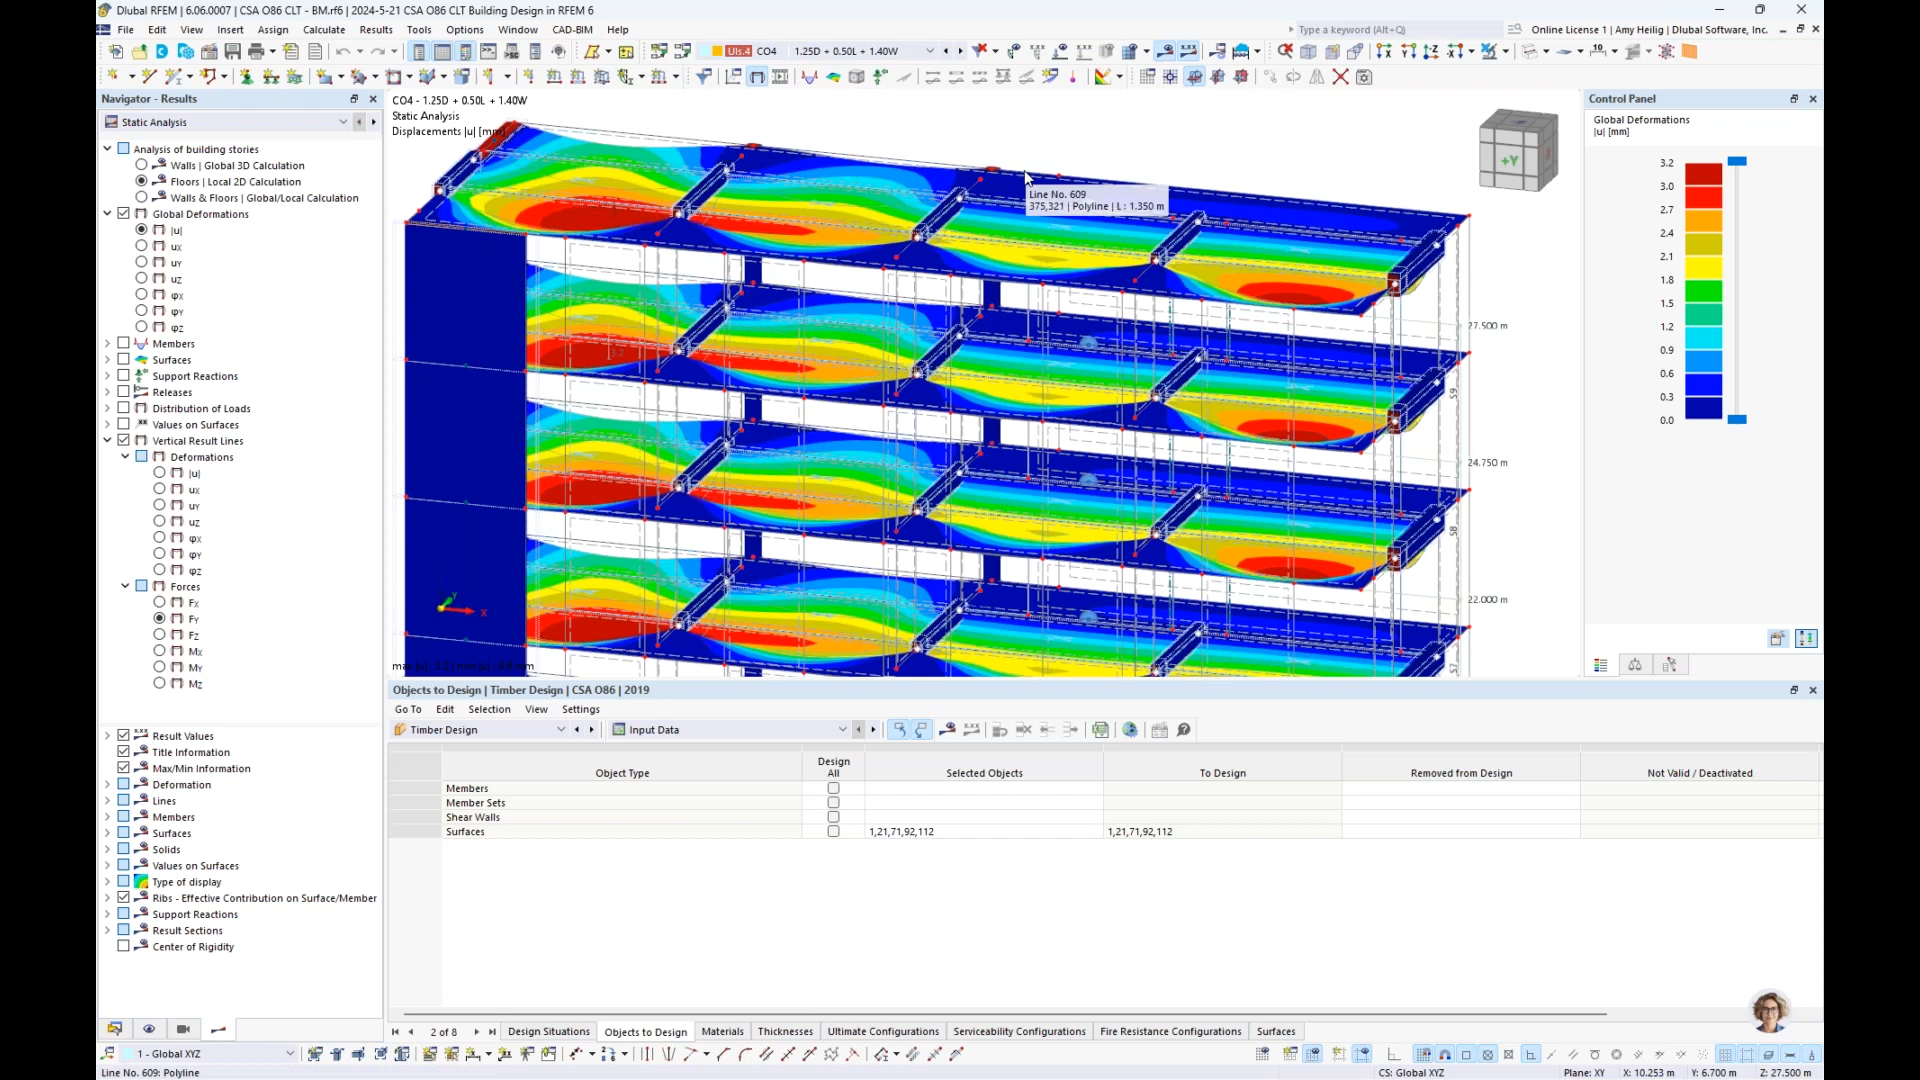 Dlubal RFEM | 6.06.0007 | CSA O86 CLT - BM.rf6 | 2024-5-21 CSA O86 CLT Building Design in RFEM 6
File Edit View Insert Assign Calculate Results Tools Options Window CAD-BIM Help
Type a keyword (Alt+Q)
Online License 1 | Amy Heilig | Dlubal Software, Inc.
Uls.4 CO4 1.25D + 0.50L + 1.40W
Navigator - Results
Static Analysis
Analysis of building stories
Walls | Global 3D Calculation
Floors | Local 2D Calculation
Walls & Floors | Global/Local Calculation
Global Deformations
|u|
uX
uY
uZ
φX
φY
φZ
Members
Surfaces
Support Reactions
Releases
Distribution of Loads
Values on Surfaces
Vertical Result Lines
Deformations
|u|
uX
uY
uZ
φX
φY
φZ
Forces
FX
FY
FZ
MX
MY
MZ
Result Values
Title Information
Max/Min Information
Deformation
Lines
Members
Surfaces
Solids
Values on Surfaces
Type of display
Ribs - Effective Contribution on Surface/Member
Support Reactions
Result Sections
Center of Rigidity
CO4 - 1.25D + 0.50L + 1.40W
Static Analysis
Displacements |u| [mm]
Line No. 609
375,321 | Polyline | L : 1.350 m
+Y
27.500 m
24.750 m
22.000 m
59
58
57
X
Y
Control Panel
Global Deformations
|u| [mm]
3.2
3.0
2.7
2.4
2.1
1.8
1.5
1.2
0.9
0.6
0.3
0.0
Objects to Design | Timber Design | CSA O86 | 2019
Go To Edit Selection View Settings
Timber Design
Input Data
Object Type
Design All
Selected Objects
To Design
Removed from Design
Not Valid / Deactivated
Members
Member Sets
Shear Walls
Surfaces 1,21,71,92,112 1,21,71,92,112
2 of 8
Design Situations Objects to Design Materials Thicknesses Ultimate Configurations Serviceability Configurations Fire Resistance Configurations Surfaces
1 - Global XYZ
Line No. 609: Polyline
CS: Global XYZ
Plane: XY
X: 10.253 m
Y: 6.700 m
Z: 27.500 m